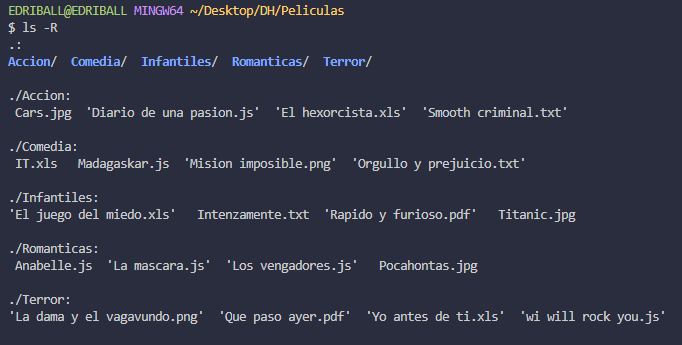 EDRIBALL@EDRIBALL MINGW64 ~/Desktop/DH/Peliculas
$ ls -R
.:
Accion/  Comedia/  Infantiles/  Romanticas/  Terror/

./Accion:
 Cars.jpg  'Diario de una pasion.js'  'El hexorcista.xls'  'Smooth criminal.txt'

./Comedia:
 IT.xls   Madagaskar.js  'Mision imposible.png'  'Orgullo y prejuicio.txt'

./Infantiles:
'El juego del miedo.xls'   Intenzamente.txt  'Rapido y furioso.pdf'   Titanic.jpg

./Romanticas:
 Anabelle.js  'La mascara.js'  'Los vengadores.js'   Pocahontas.jpg

./Terror:
'La dama y el vagavundo.png'  'Que paso ayer.pdf'  'Yo antes de ti.xls'  'wi will rock you.js'